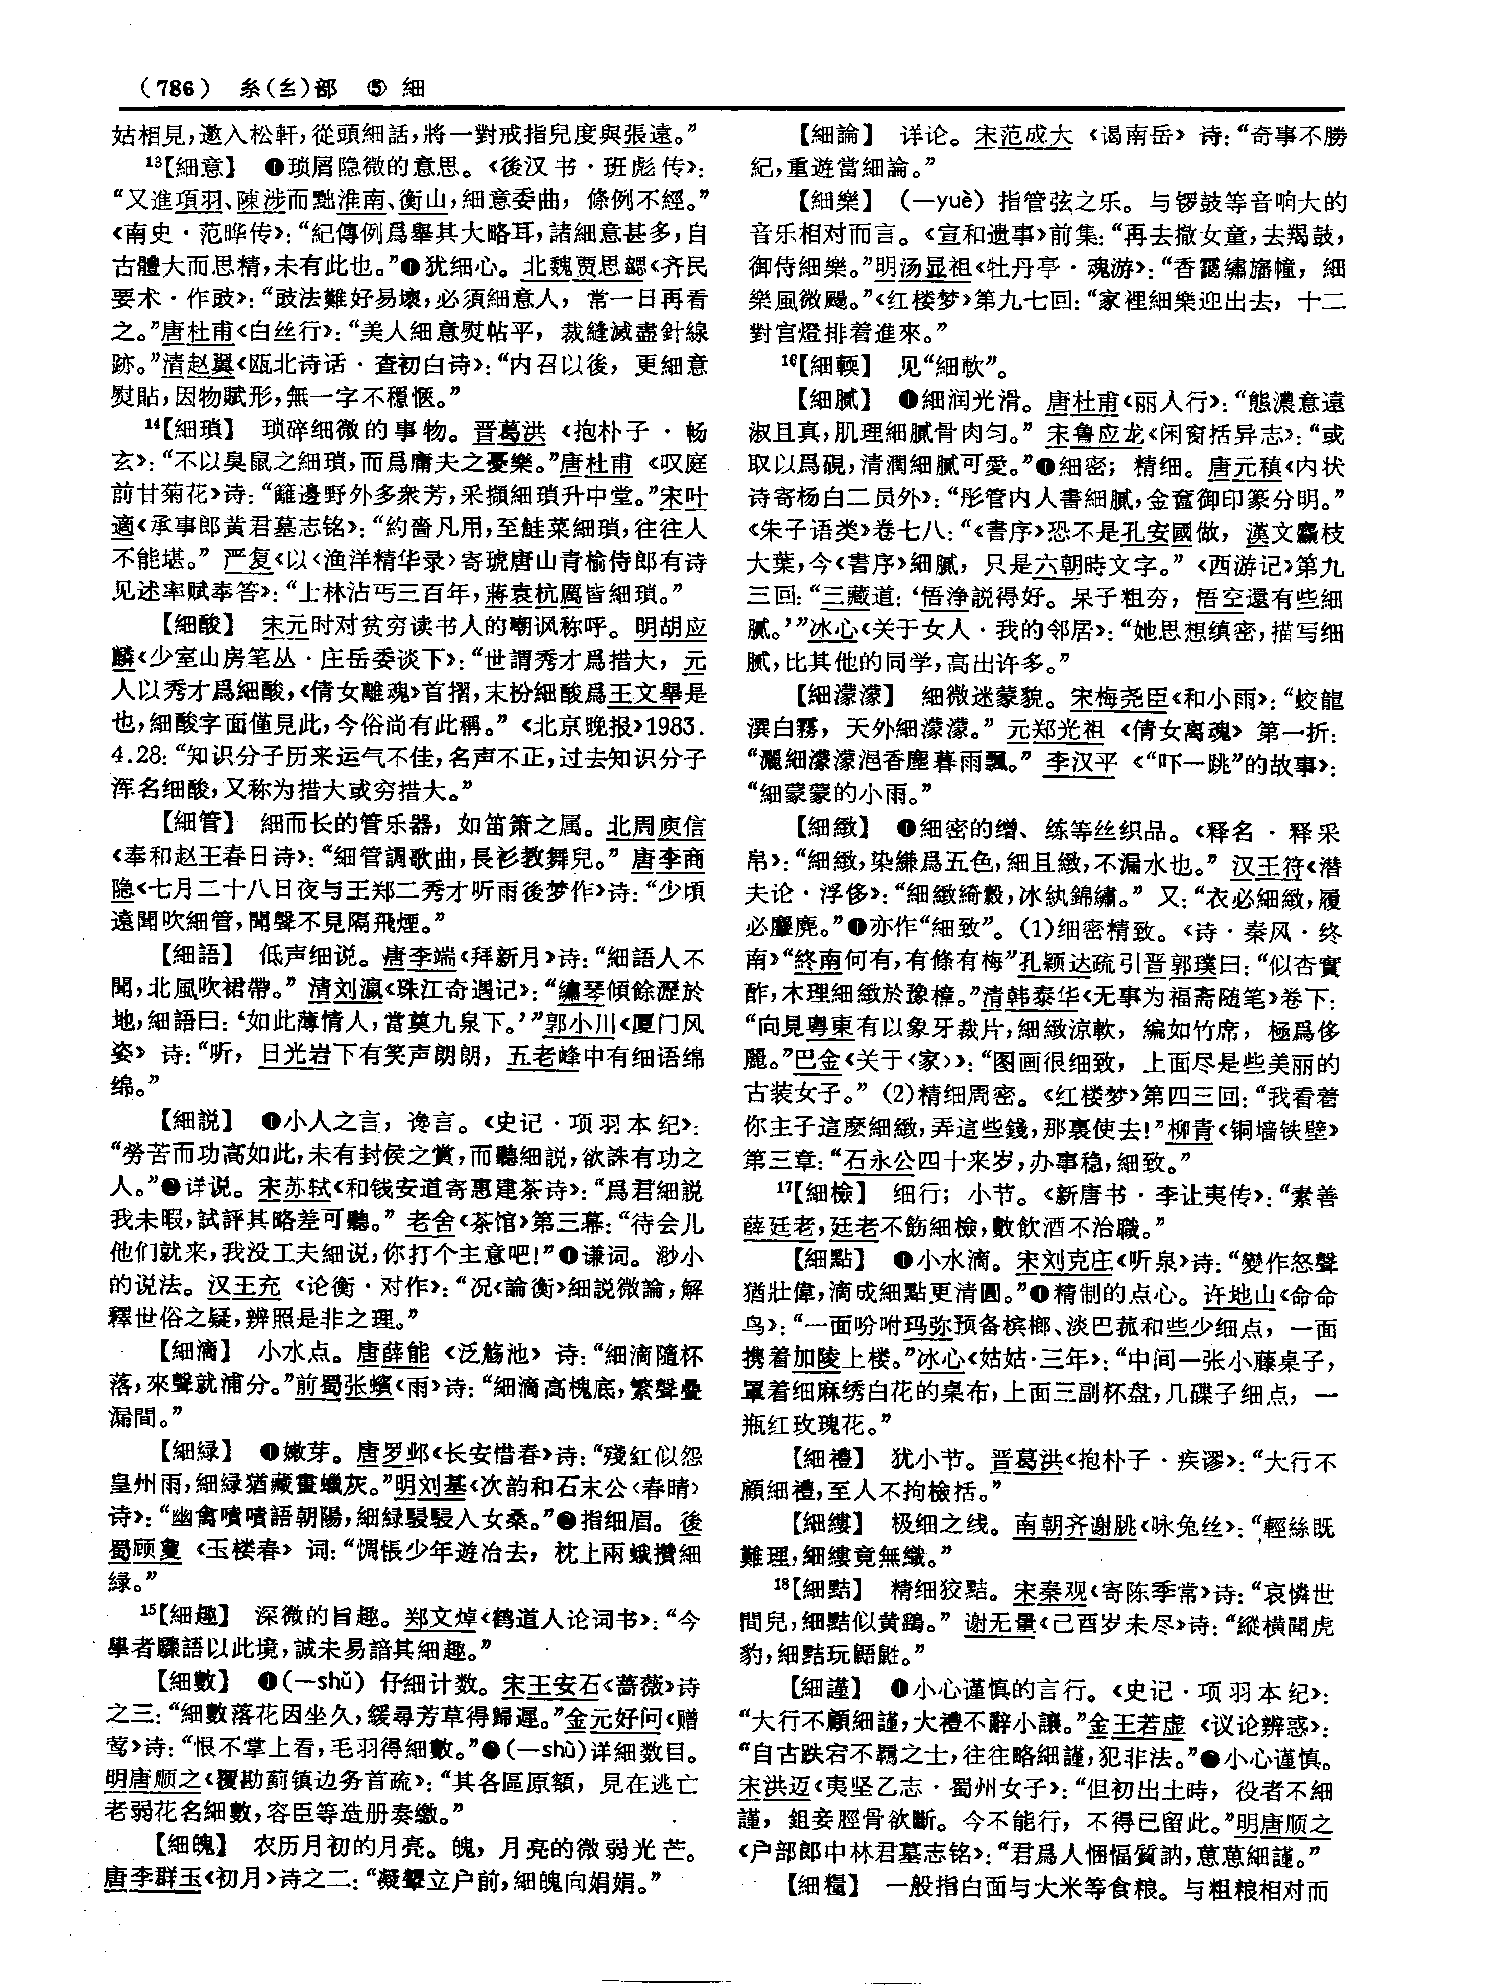 （786） 糸（纟）部 ⑤ 細
姑相見，邀入松軒，從頭細話，將一對戒指兒度與張遠。”
13【細意】 ❶琐屑隐微的意思。《後汉书·班彪传》：
“又進項羽、陳涉而黜淮南、衡山，細意委曲，條例不經。”
《南史·范晔传》：“紀傳例爲舉其大略耳，諸細意甚多，自
古體大而思精，未有此也。”❷犹细心。北魏贾思勰《齐民
要术·作豉》：“豉法難好易壞，必須細意人，常一日再看
之。”唐杜甫《白丝行》：“美人細意熨帖平，裁縫滅盡針線
跡。”清赵翼《瓯北诗话·查初白诗》：“内召以後，更細意
熨貼，因物賦形，無一字不穩愜。”
14【細瑣】 琐碎细微的事物。晋葛洪《抱朴子·畅
玄》：“不以臭鼠之細瑣，而爲庸夫之憂樂。”唐杜甫《叹庭
前甘菊花》诗：“籬邊野外多衆芳，采擷細瑣升中堂。”宋叶
適《承事郎黄君墓志铭》：“約嗇凡用，至鮭菜細瑣，往往人
不能堪。”严复《以〈渔洋精华录〉寄琥唐山青榆侍郎有诗
见述率赋奉答》：“上林沾丐三百年，蔣袁杭厲皆細瑣。”
【細酸】 宋元时对贫穷读书人的嘲讽称呼。明胡应
麟《少室山房笔丛·庄岳委谈下》：“世謂秀才爲措大，元
人以秀才爲細酸，《倩女離魂》首摺，末扮細酸爲王文舉是
也，細酸字面僅見此，今俗尚有此稱。”《北京晚报》1983.
4.28：“知识分子历来运气不佳，名声不正，过去知识分子
浑名细酸，又称为措大或穷措大。”
【細管】 细而长的管乐器，如笛箫之属。北周庾信
《奉和赵王春日诗》：“細管調歌曲，長衫教舞兒。”唐李商
隐《七月二十八日夜与王郑二秀才听雨後梦作》诗：“少頃
遠聞吹細管，聞聲不見隔飛煙。”
【細語】 低声细说。唐李端《拜新月》诗：“細語人不
聞，北風吹裙帶。”清刘瀛《珠江奇遇记》：“繡琴傾餘瀝於
地，細語曰：‘如此薄情人，當奠九泉下。’”郭小川《厦门风
姿》诗：“听，日光岩下有笑声朗朗，五老峰中有细语绵
绵。”
【細説】 ❶小人之言，谗言。《史记·项羽本纪》：
“勞苦而功高如此，未有封侯之賞，而聽細説，欲誅有功之
人。”❷详说。宋苏轼《和钱安道寄惠建茶诗》：“爲君細説
我未暇，試評其略差可聽。”老舍《茶馆》第三幕：“待会儿
他们就来，我没工夫细说，你打个主意吧！”❸谦词。渺小
的说法。汉王充《论衡·对作》：“况《論衡》細説微論，解
釋世俗之疑，辨照是非之理。”
【細滴】 小水点。唐薛能《泛觞池》诗：“細滴隨杯
落，來聲就浦分。”前蜀张蠙《雨》诗：“細滴高槐底，繁聲疊
漏間。”
【細緑】 ❶嫩芽。唐罗邺《长安惜春》诗：“殘紅似怨
皇州雨，細緑猶藏畫蠟灰。”明刘基《次韵和石末公〈春晴〉
诗》：“幽禽嘖嘖語朝陽，細緑駸駸入女桑。”❷指细眉。後
蜀顾敻《玉楼春》词：“惆悵少年遊冶去，枕上兩蛾攢細
緑。”
15【細趣】 深微的旨趣。郑文焯《鹤道人论词书》：“今
學者驟語以此境，誠未易諳其細趣。”
【細數】 ❶（—shǔ）仔细计数。宋王安石《蔷薇》诗
之三：“細數落花因坐久，緩尋芳草得歸遲。”金元好问《赠
莺》诗：“恨不掌上看，毛羽得細數。”❷（—shù）详细数目。
明唐顺之《覆勘蓟镇边务首疏》：“其各區原額，見在逃亡
老弱花名細數，容臣等造册奏繳。”
【細魄】 农历月初的月亮。魄，月亮的微弱光芒。
唐李群玉《初月》诗之二：“凝顰立户前，細魄向娟娟。”
【細論】 详论。宋范成大《谒南岳》诗：“奇事不勝
紀，重遊當細論。”
【細樂】 （—yuè）指管弦之乐。与锣鼓等音响大的
音乐相对而言。《宣和遗事》前集：“再去撤女童，去羯鼓，
御侍細樂。”明汤显祖《牡丹亭·魂游》：“香靄繡旛幢，細
樂風微颺。”《红楼梦》第九七回：“家裡細樂迎出去，十二
對宫燈排着進來。”
16【細輭】 见“細軟”。
【細膩】 ❶细润光滑。唐杜甫《丽人行》：“態濃意遠
淑且真，肌理細膩骨肉匀。”宋鲁应龙《闲窗括异志》：“或
取以爲硯，清潤細膩可愛。”❷细密；精细。唐元稹《内状
诗寄杨白二员外》：“彤管内人書細膩，金奩御印篆分明。”
《朱子语类》卷七八：“《書序》恐不是孔安國做，漢文麤枝
大葉，今《書序》細膩，只是六朝時文字。”《西游记》第九
三回：“三藏道：‘悟浄説得好。呆子粗夯，悟空還有些細
膩。’”冰心《关于女人·我的邻居》：“她思想缜密，描写细
腻，比其他的同学，高出许多。”
【細濛濛】 细微迷蒙貌。宋梅尧臣《和小雨》：“蛟龍
潠白霧，天外細濛濛。”元郑光祖《倩女离魂》第一折：
“灑細濛濛浥香塵暮雨飄。”李汉平《“吓一跳”的故事》：
“细蒙蒙的小雨。”
【細緻】 ❶细密的缯、练等丝织品。《释名·释采
帛》：“細緻，染縑爲五色，細且緻，不漏水也。”汉王符《潜
夫论·浮侈》：“細緻綺縠，冰紈錦繡。”又：“衣必細緻，履
必麞麂。”❷亦作“細致”。（1）细密精致。《诗·秦风·终
南》“終南何有，有條有梅”孔颖达疏引晋郭璞曰：“似杏實
酢，木理細緻於豫樟。”清韩泰华《无事为福斋随笔》卷下：
“向見粤東有以象牙裁片，細緻凉軟，編如竹席，極爲侈
麗。”巴金《关于〈家〉》：“图画很细致，上面尽是些美丽的
古装女子。”（2）精细周密。《红楼梦》第四三回：“我看着
你主子這麽細緻，弄這些錢，那裏使去！”柳青《铜墙铁壁》
第三章：“石永公四十来岁，办事稳，细致。”
17【細檢】 细行；小节。《新唐书·李让夷传》：“素善
薛廷老，廷老不飭細檢，數飲酒不治職。”
【細點】 ❶小水滴。宋刘克庄《听泉》诗：“變作怒聲
猶壯偉，滴成細點更清圓。”❷精制的点心。许地山《命命
鸟》：“一面吩咐玛弥预备槟榔、淡巴菰和些少细点，一面
携着加陵上楼。”冰心《姑姑·三年》：“中间一张小藤桌子，
罩着细麻绣白花的桌布，上面三副杯盘，几碟子细点，一
瓶红玫瑰花。”
【細禮】 犹小节。晋葛洪《抱朴子·疾谬》：“大行不
顧細禮，至人不拘檢括。”
【細縷】 极细之线。南朝齐谢朓《咏兔丝》：“輕絲既
難理，細縷竟無織。”
18【細黠】 精细狡黠。宋秦观《寄陈季常》诗：“哀憐世
間兒，細黠似黄鷂。”谢无量《己酉岁未尽》诗：“縱横闞虎
豹，細黠玩鼯鼪。”
【細謹】 ❶小心谨慎的言行。《史记·项羽本纪》：
“大行不顧細謹，大禮不辭小讓。”金王若虚《议论辨惑》：
“自古跌宕不羈之士，往往略細謹，犯非法。”❷小心谨慎。
宋洪迈《夷坚乙志·蜀州女子》：“但初出土時，役者不細
謹，鉏妾脛骨欲斷。今不能行，不得已留此。”明唐顺之
《户部郎中林君墓志铭》：“君爲人悃愊質訥，葸葸細謹。”
【細糧】 一般指白面与大米等食粮。与粗粮相对而